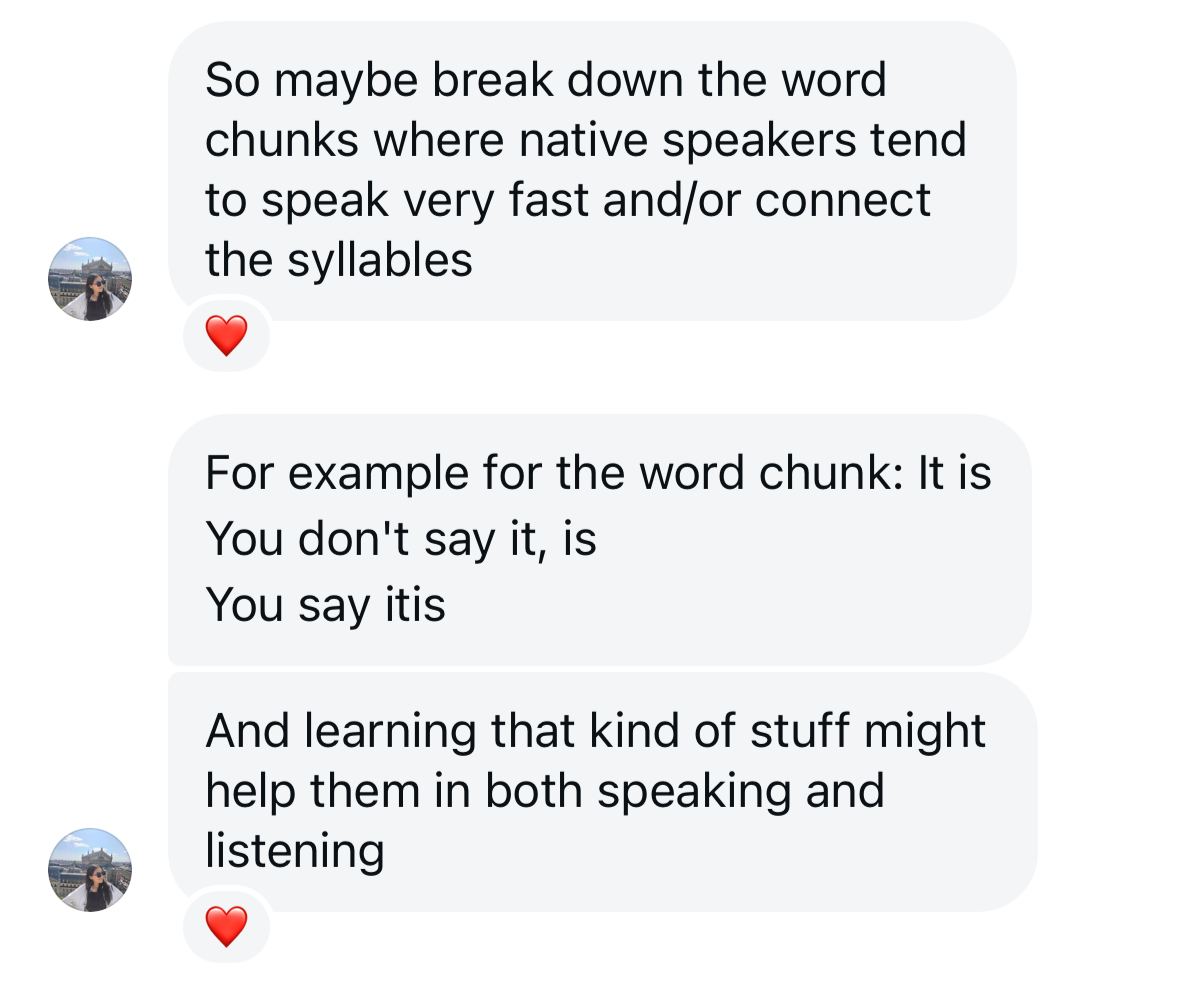 So maybe break down the word
chunks where native speakers tend
to speak very fast and/or connect
the syllables
For example for the word chunk: It is
You don't say it, is
You say itis
And learning that kind of stuff might
help them in both speaking and
listening